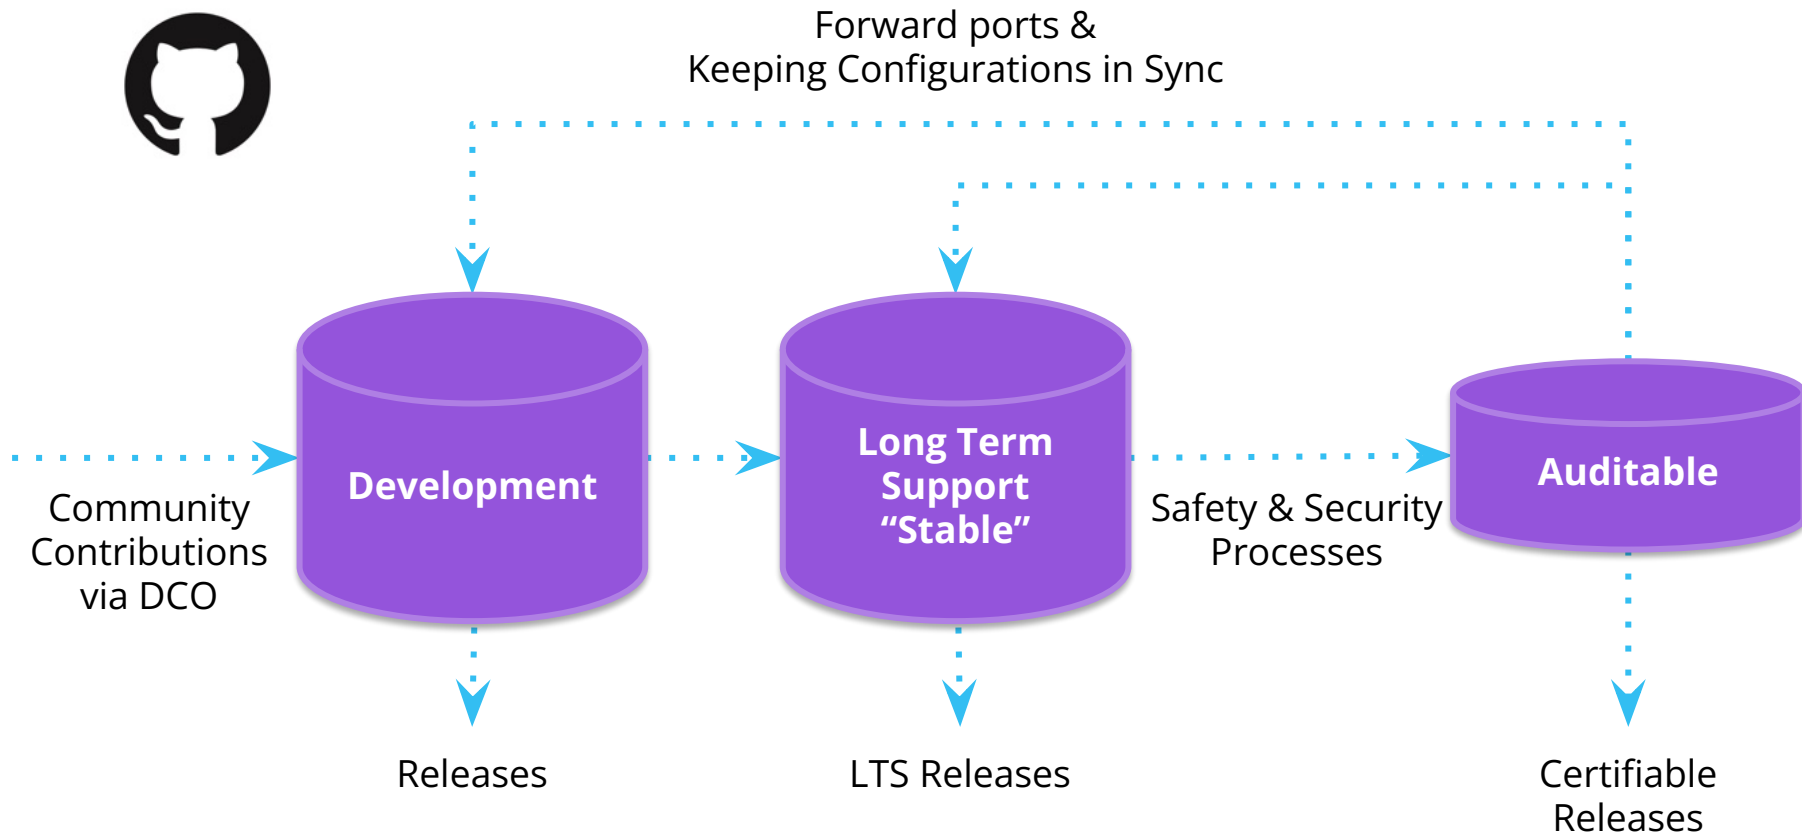 Forward ports &
Keeping Configurations in Sync
Development
Long Term
Support
“Stable”
Auditable
Community
Contributions
via DCO
Safety & Security
Processes
Releases
LTS Releases
Certifiable
Releases